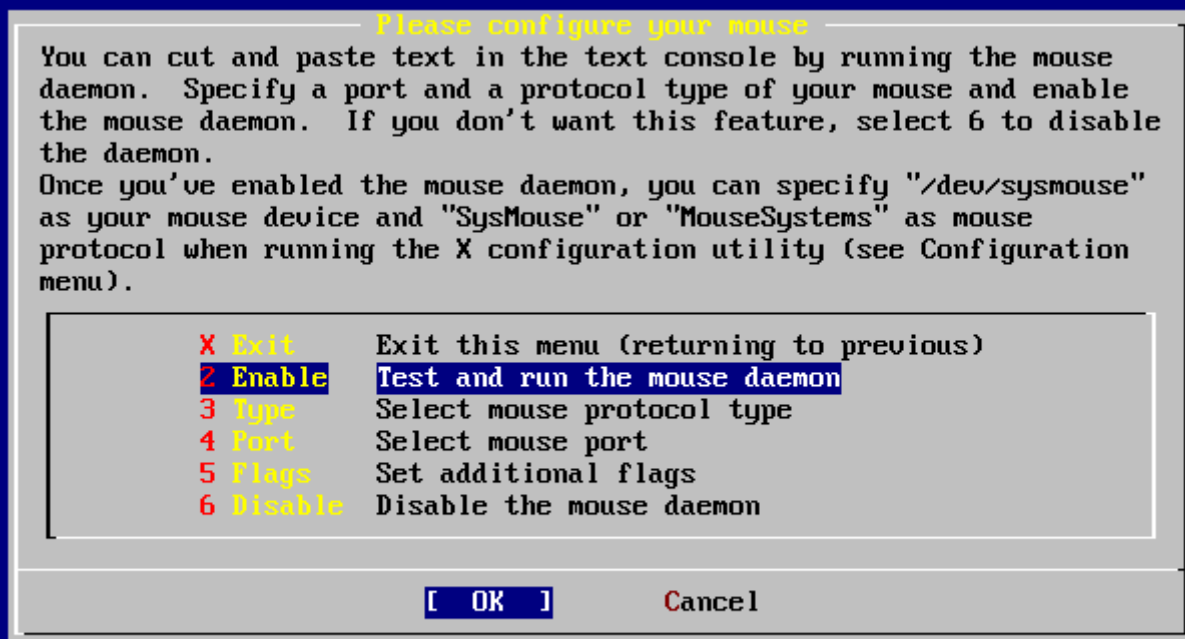 Please configure your mouse
You can cut and paste text in the text console by running the mouse
daemon.  Specify a port and a protocol type of your mouse and enable
the mouse daemon.  If you don't want this feature, select 6 to disable
the daemon.
Once you've enabled the mouse daemon, you can specify "/dev/sysmouse"
as your mouse device and "SysMouse" or "MouseSystems" as mouse
protocol when running the X configuration utility (see Configuration
menu).
X Exit     Exit this menu (returning to previous)
2 Enable   Test and run the mouse daemon
3 Type     Select mouse protocol type
4 Port     Select mouse port
5 Flags    Set additional flags
6 Disable  Disable the mouse daemon
[  OK  ]       Cancel